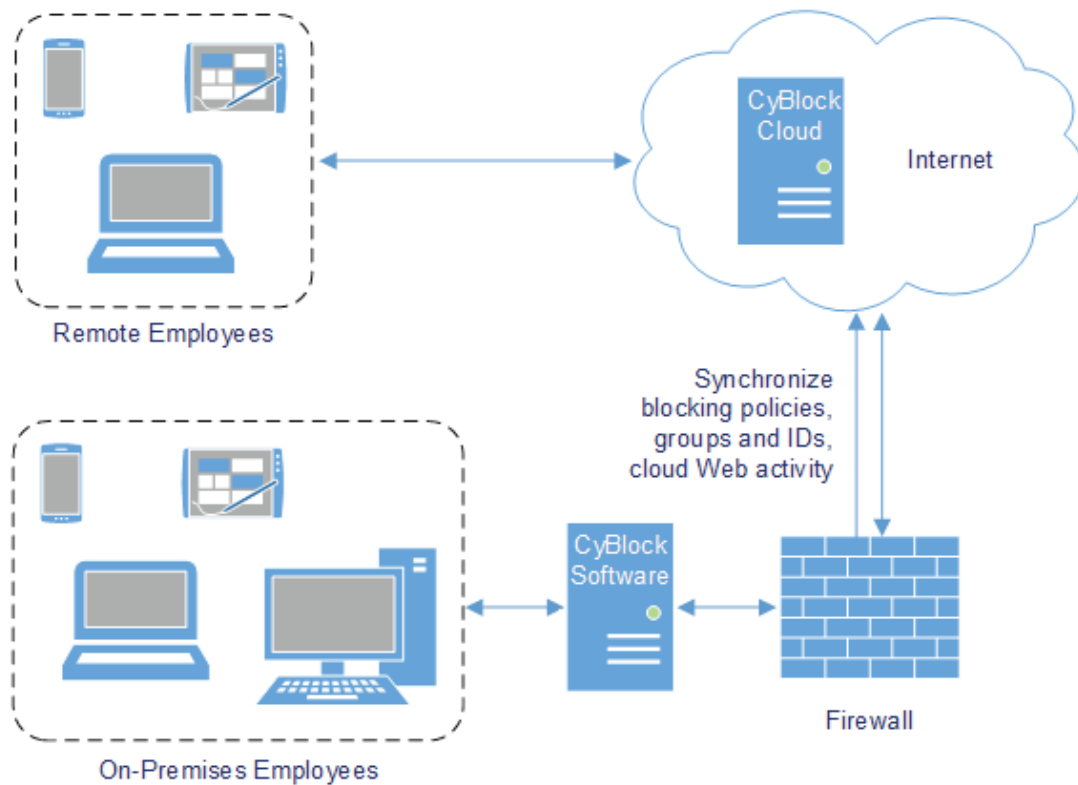 CyBlock
Cloud
Internet
Remote Employees
Synchronize
blocking policies,
groups and IDs,
cloud Web activity
CyBlock
Software
Firewall
On-Premises Employees